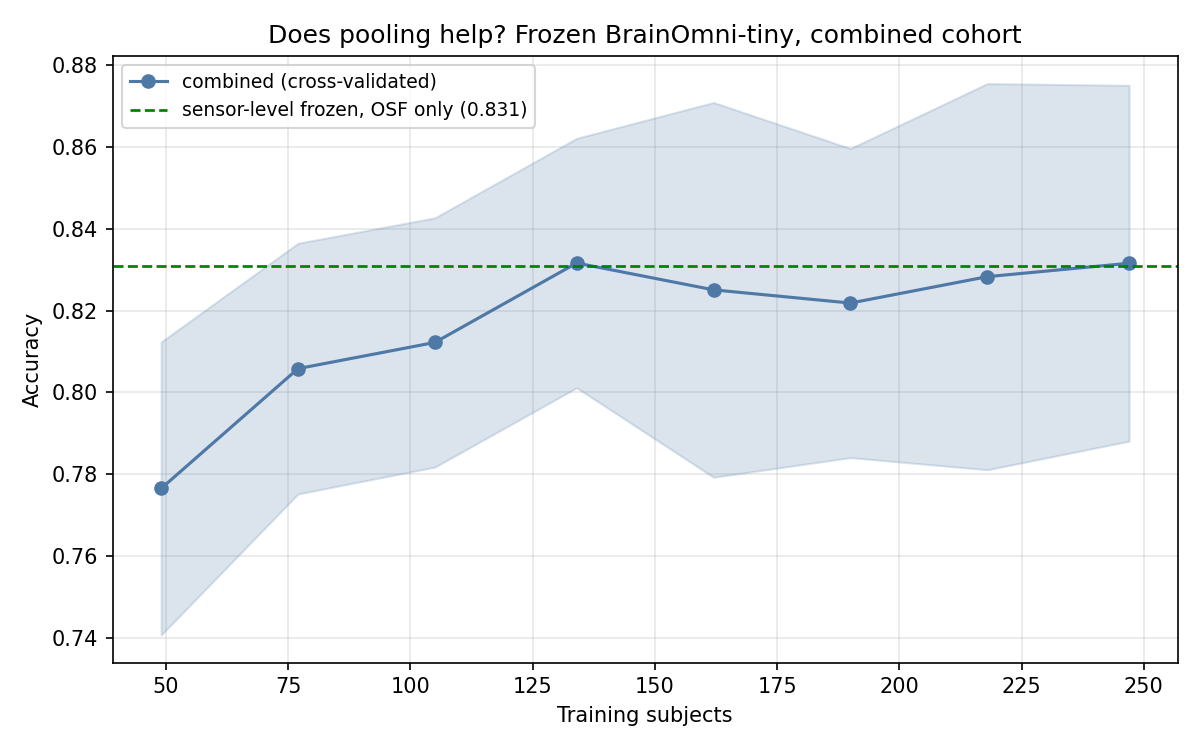 Does pooling help? Frozen BrainOmni-tiny, combined cohort
combined (cross-validated)
sensor-level frozen, OSF only (0.831)
0.88
0.86
0.84
0.82
0.80
0.78
0.76
0.74
Accuracy
50 75 100 125 150 175 200 225 250
Training subjects